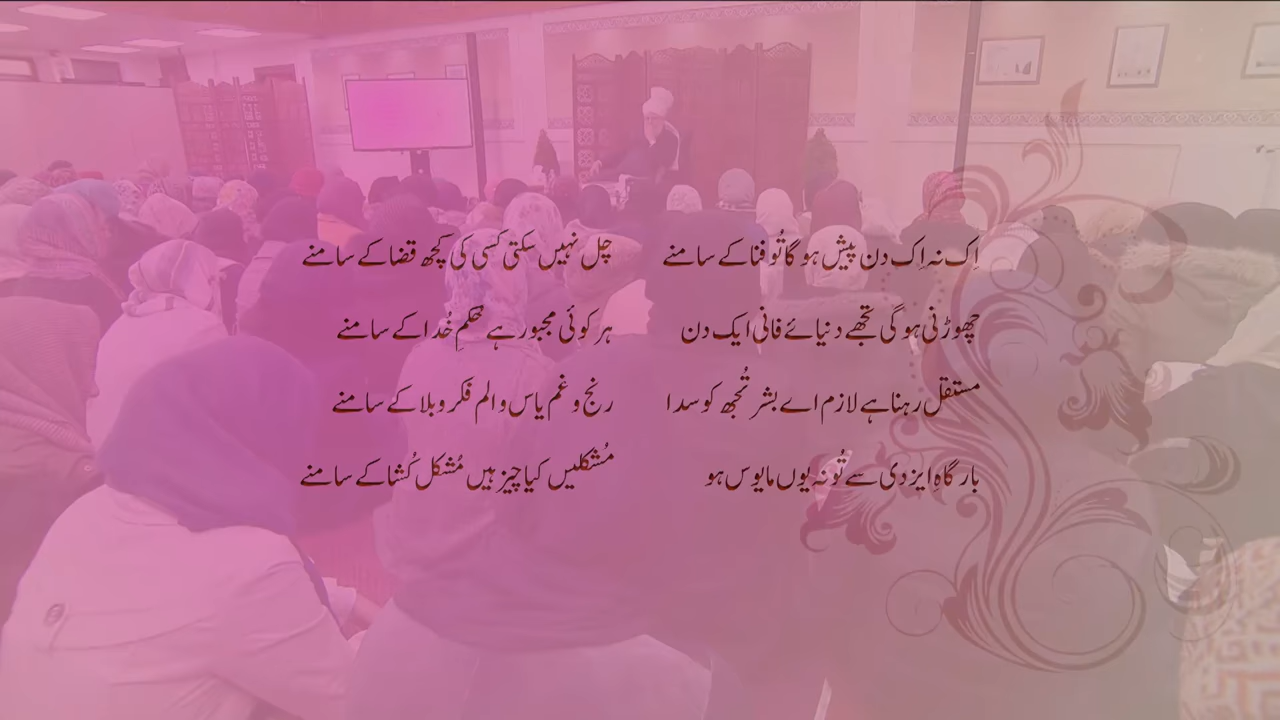 اِک نہ اِک دن پیش ہو گا تُو فنا کے سامنے چل نہیں سکتی کسی کی کچھ قضا کے سامنے
چھوڑنی ہو گی تجھے دنیائے فانی ایک دن ہر کوئی مجبور ہے حکمِ خُدا کے سامنے
مستقل رہنا ہے لازم اے بشر تُجھ کو سدا رنج و غم یاس و الم فکر و بلا کے سامنے
بارگاہِ ایزدی سے تُو نہ یوں مایوس ہو مُشکلیں کیا چیز ہیں مُشکل کُشا کے سامنے